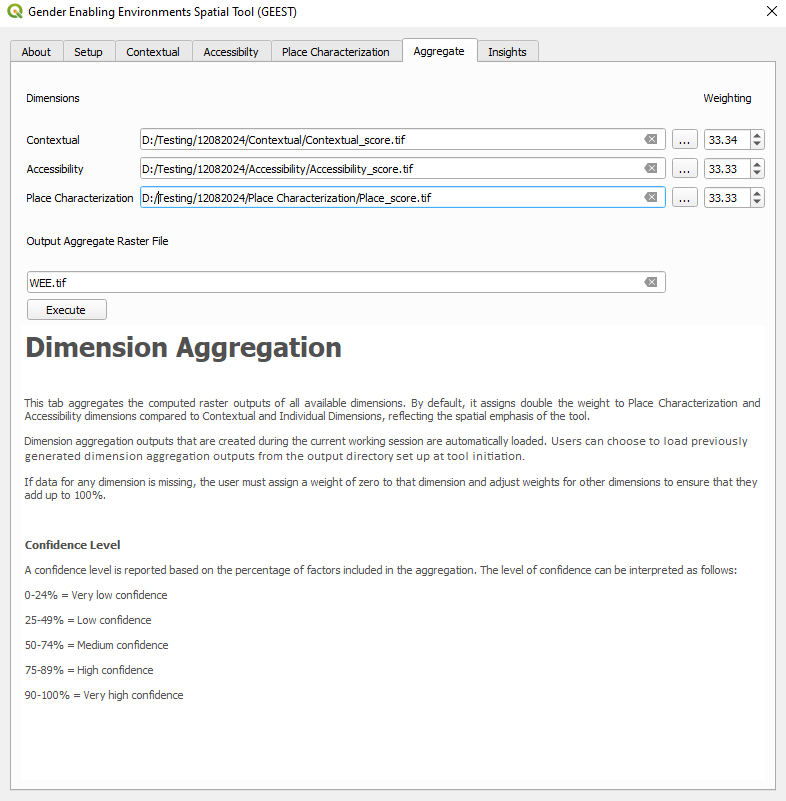 Gender Enabling Environments Spatial Tool (GEEST)
About Setup Contextual Accessibilty Place Characterization Aggregate Insights
Dimensions Weighting
Contextual D:/Testing/12082024/Contextual/Contextual_score.tif ... 33.34
Accessibility D:/Testing/12082024/Accessibility/Accessibility_score.tif ... 33.33
Place Characterization D:/Testing/12082024/Place Characterization/Place_score.tif ... 33.33
Output Aggregate Raster File
WEE.tif
Execute
Dimension Aggregation
This tab aggregates the computed raster outputs of all available dimensions. By default, it assigns double the weight to Place Characterization and
Accessibility dimensions compared to Contextual and Individual Dimensions, reflecting the spatial emphasis of the tool.
Dimension aggregation outputs that are created during the current working session are automatically loaded. Users can choose to load previously
generated dimension aggregation outputs from the output directory set up at tool initiation.
If data for any dimension is missing, the user must assign a weight of zero to that dimension and adjust weights for other dimensions to ensure that they
add up to 100%.
Confidence Level
A confidence level is reported based on the percentage of factors included in the aggregation. The level of confidence can be interpreted as follows:
0-24% = Very low confidence
25-49% = Low confidence
50-74% = Medium confidence
75-89% = High confidence
90-100% = Very high confidence